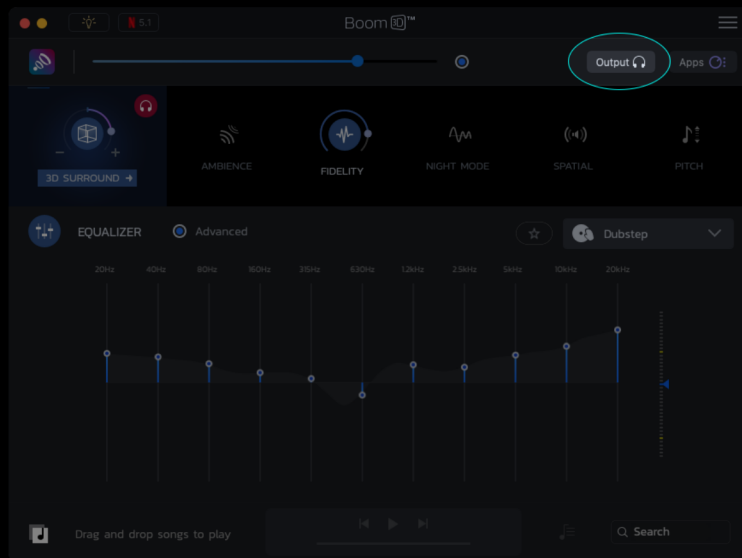 5.1
Boom 3D™
Output
Apps
AMBIENCE
FIDELITY
NIGHT MODE
SPATIAL
PITCH
3D SURROUND
EQUALIZER
Advanced
Dubstep
20Hz 40Hz 80Hz 160Hz 315Hz 630Hz 1.2kHz 2.5kHz 5kHz 10kHz 20kHz
Drag and drop songs to play
Search